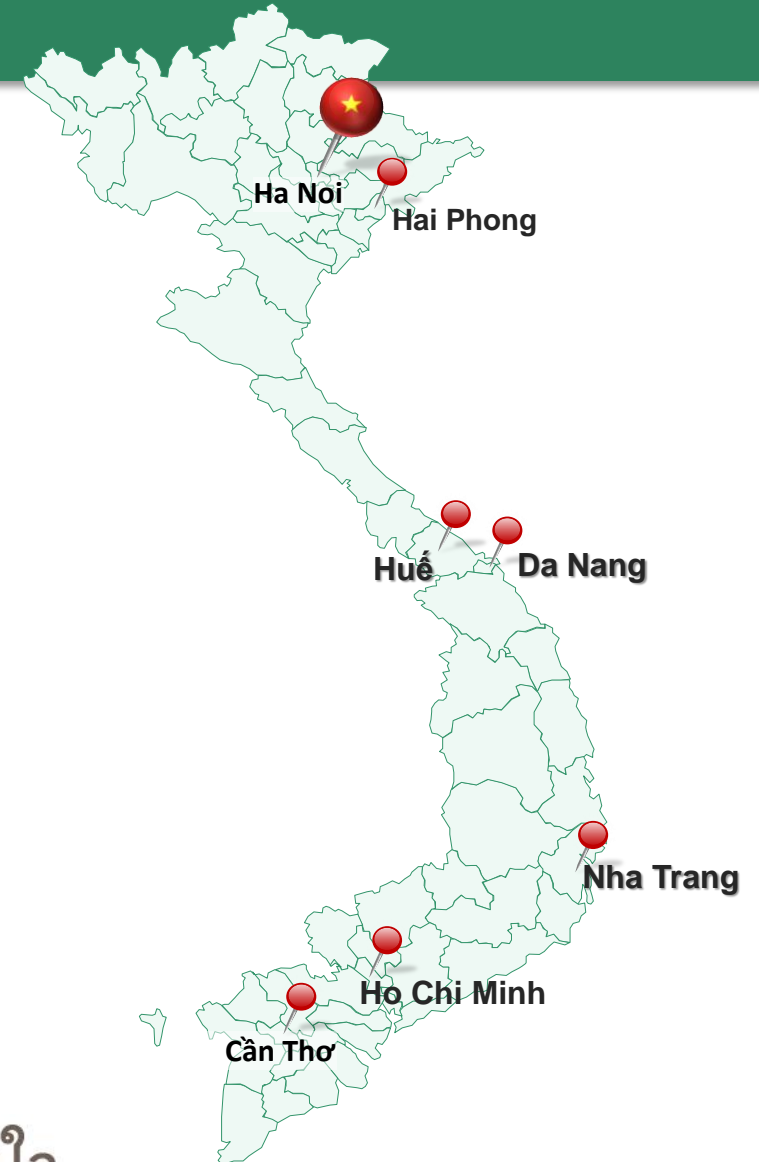 Ha Noi
Hai Phong
Huế
Da Nang
Nha Trang
Ho Chi Minh
Cần Thơ